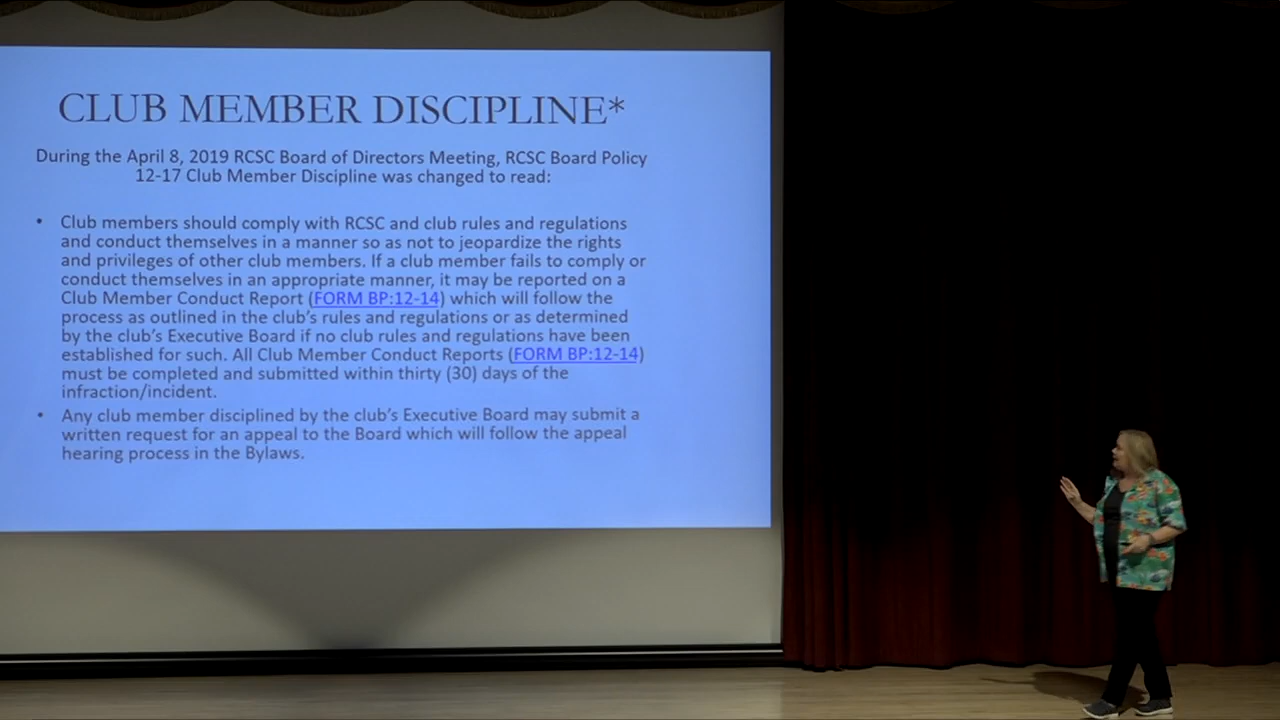 CLUB MEMBER DISCIPLINE*
During the April 8, 2019 RCSC Board of Directors Meeting, RCSC Board Policy
12-17 Club Member Discipline was changed to read:
• Club members should comply with RCSC and club rules and regulations
and conduct themselves in a manner so as not to jeopardize the rights
and privileges of other club members. If a club member fails to comply or
conduct themselves in an appropriate manner, it may be reported on a
Club Member Conduct Report (FORM BP:12-14) which will follow the
process as outlined in the club's rules and regulations or as determined
by the club's Executive Board if no club rules and regulations have been
established for such. All Club Member Conduct Reports (FORM BP:12-14)
must be completed and submitted within thirty (30) days of the
infraction/incident.
• Any club member disciplined by the club's Executive Board may submit a
written request for an appeal to the Board which will follow the appeal
hearing process in the Bylaws.